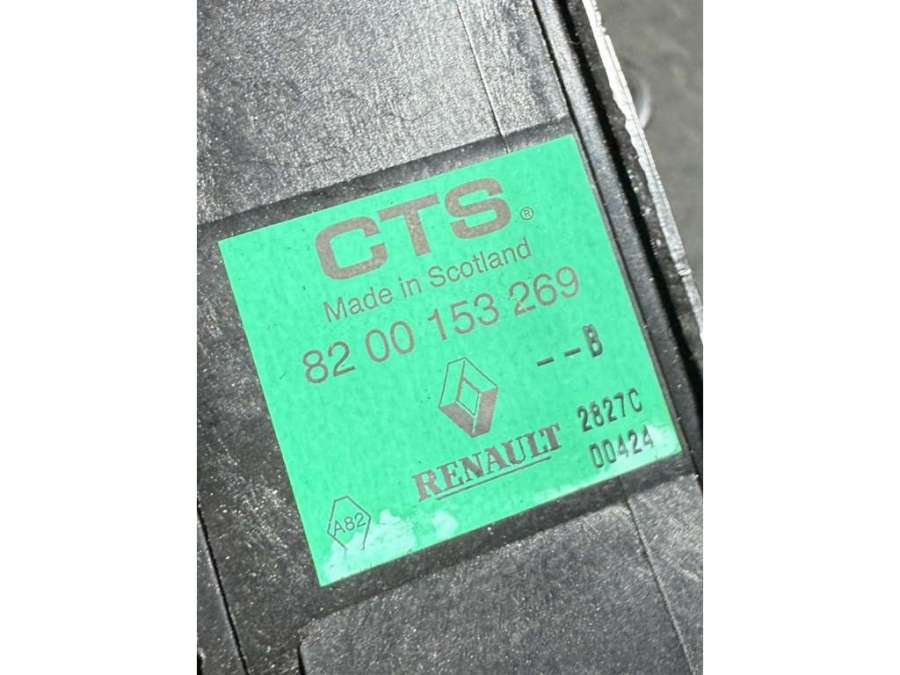 CTS®
Made in Scotland
82 00 153 269
--B
RENAULT
2827C
00424
A82